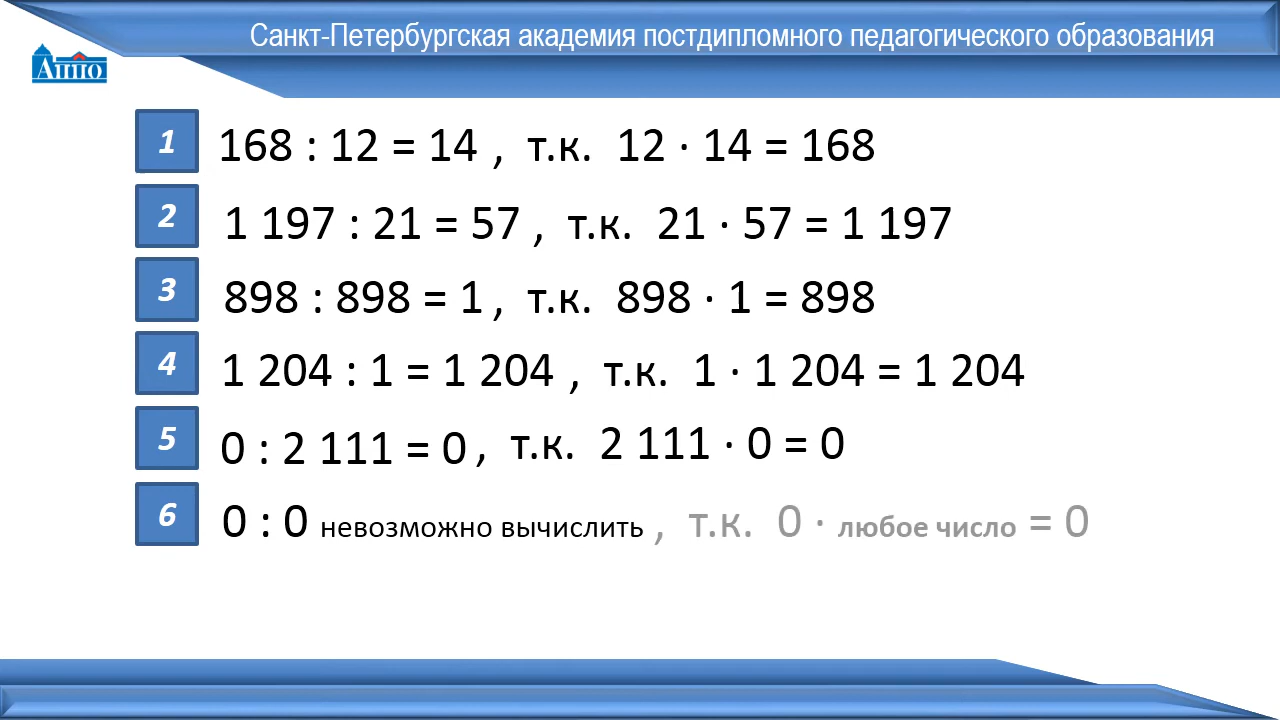 Санкт-Петербургская академия постдипломного педагогического образования
АППО
1 168 : 12 = 14 , т.к. 12 · 14 = 168
2 1 197 : 21 = 57 , т.к. 21 · 57 = 1 197
3 898 : 898 = 1 , т.к. 898 · 1 = 898
4 1 204 : 1 = 1 204 , т.к. 1 · 1 204 = 1 204
5 0 : 2 111 = 0 , т.к. 2 111 · 0 = 0
6 0 : 0 невозможно вычислить , т.к. 0 · любое число = 0